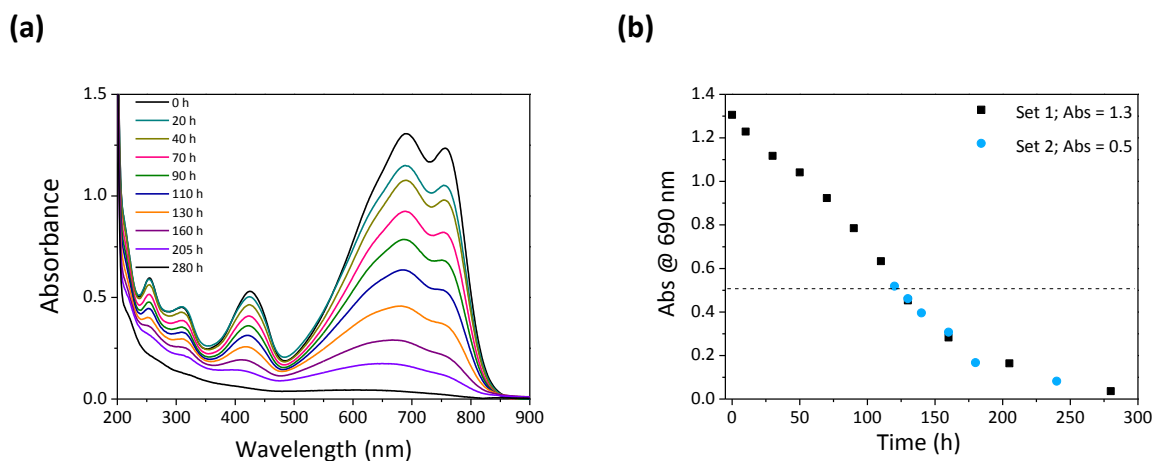 (a)
1.5
1.0
0.5
0.0
200 300 400 500 600 700 800 900
Absorbance
Wavelength (nm)
0 h
20 h
40 h
70 h
90 h
110 h
130 h
160 h
205 h
280 h
(b)
1.4
1.2
1.0
0.8
0.6
0.4
0.2
0.0
0 50 100 150 200 250 300
Abs @ 690 nm
Time (h)
Set 1; Abs = 1.3
Set 2; Abs = 0.5